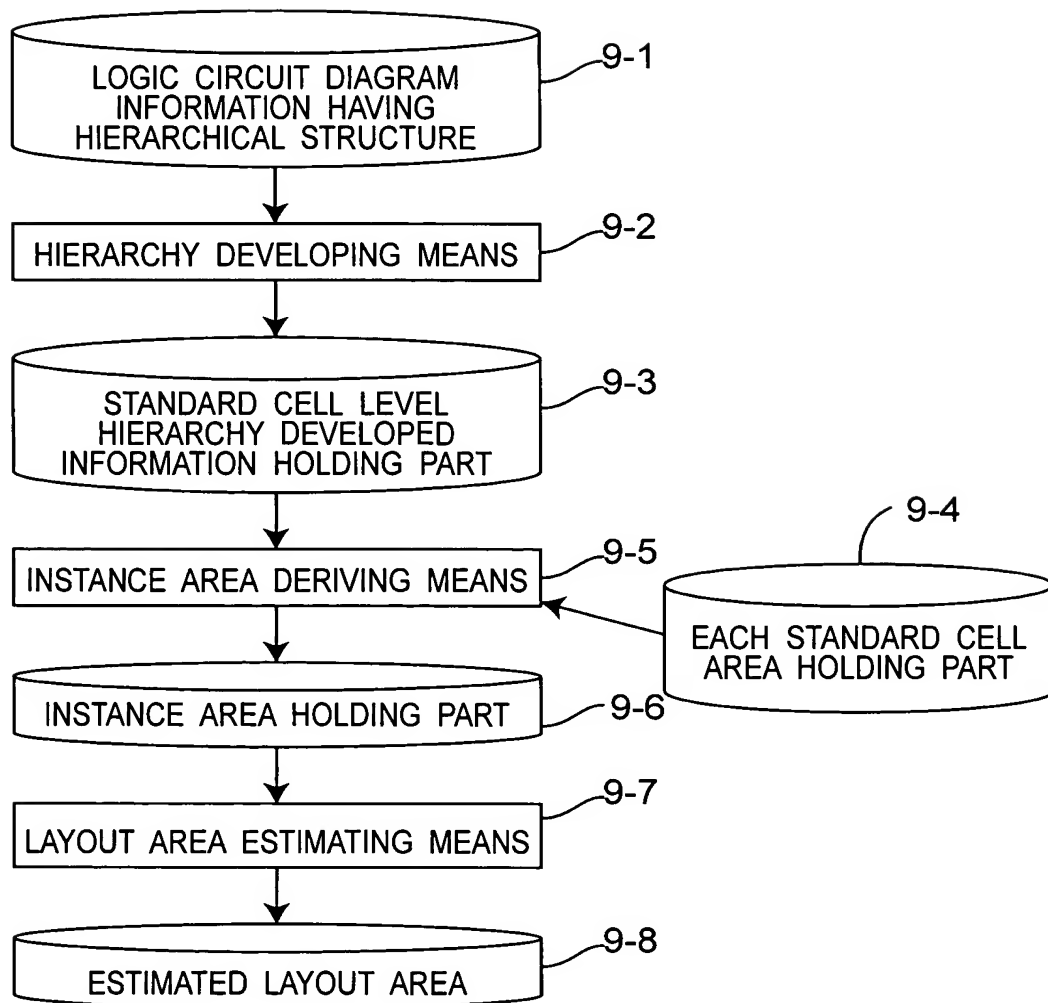 LOGIC CIRCUIT DIAGRAM
INFORMATION HAVING
HIERARCHICAL STRUCTURE
9-1
HIERARCHY DEVELOPING MEANS
9-2
STANDARD CELL LEVEL
HIERARCHY DEVELOPED
INFORMATION HOLDING PART
9-3
9-4
EACH STANDARD CELL
AREA HOLDING PART
INSTANCE AREA DERIVING MEANS
9-5
INSTANCE AREA HOLDING PART
9-6
LAYOUT AREA ESTIMATING MEANS
9-7
ESTIMATED LAYOUT AREA
9-8